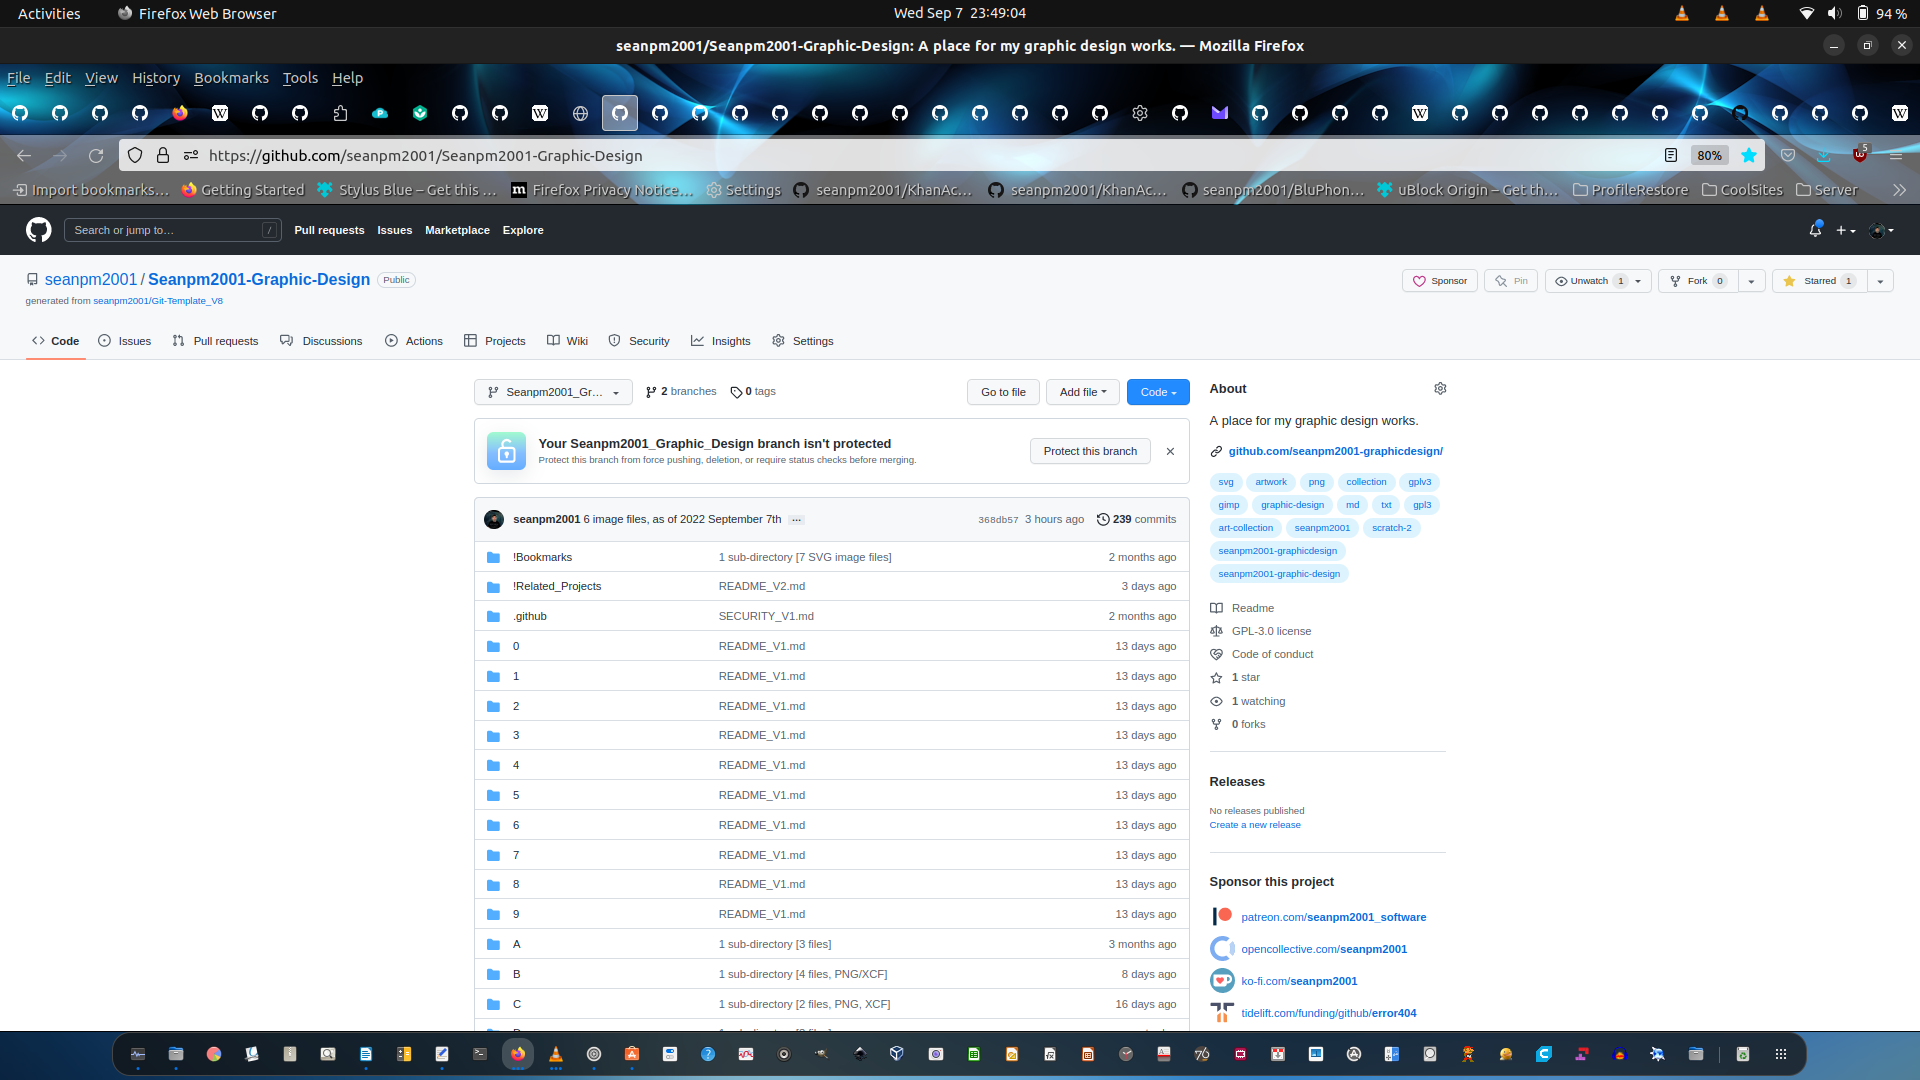 Activities Firefox Web Browser Wed Sep 7 23:49:04 94 %
seanpm2001/Seanpm2001-Graphic-Design: A place for my graphic design works. — Mozilla Firefox
File Edit View History Bookmarks Tools Help
https://github.com/seanpm2001/Seanpm2001-Graphic-Design 80% 5
Import bookmarks… Getting Started Stylus Blue – Get this … Firefox Privacy Notice… Settings seanpm2001/KhanAc… seanpm2001/KhanAc… seanpm2001/BluPhon… uBlock Origin – Get th… ProfileRestore CoolSites Server
Search or jump to… / Pull requests Issues Marketplace Explore
seanpm2001 / Seanpm2001-Graphic-Design Public
Sponsor Pin Unwatch 1 Fork 0 Starred 1
generated from seanpm2001/Git-Template_V8
Code Issues Pull requests Discussions Actions Projects Wiki Security Insights Settings
Seanpm2001_Gr… 2 branches 0 tags Go to file Add file Code
Your Seanpm2001_Graphic_Design branch isn't protected
Protect this branch from force pushing, deletion, or require status checks before merging.
Protect this branch
seanpm2001 6 image files, as of 2022 September 7th … 368db57 3 hours ago 239 commits
!Bookmarks 1 sub-directory [7 SVG image files] 2 months ago
!Related_Projects README_V2.md 3 days ago
.github SECURITY_V1.md 2 months ago
0 README_V1.md 13 days ago
1 README_V1.md 13 days ago
2 README_V1.md 13 days ago
3 README_V1.md 13 days ago
4 README_V1.md 13 days ago
5 README_V1.md 13 days ago
6 README_V1.md 13 days ago
7 README_V1.md 13 days ago
8 README_V1.md 13 days ago
9 README_V1.md 13 days ago
A 1 sub-directory [3 files] 3 months ago
B 1 sub-directory [4 files, PNG/XCF] 8 days ago
C 1 sub-directory [2 files, PNG, XCF] 16 days ago
About
A place for my graphic design works.
github.com/seanpm2001-graphicdesign/
svg artwork png collection gplv3
gimp graphic-design md txt gpl3
art-collection seanpm2001 scratch-2
seanpm2001-graphicdesign
seanpm2001-graphic-design
Readme
GPL-3.0 license
Code of conduct
1 star
1 watching
0 forks
Releases
No releases published
Create a new release
Sponsor this project
patreon.com/seanpm2001_software
opencollective.com/seanpm2001
ko-fi.com/seanpm2001
tidelift.com/funding/github/error404